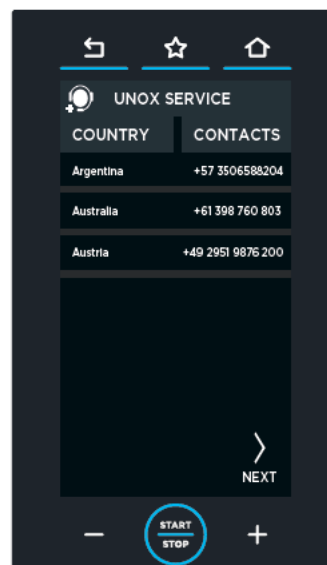 UNOX SERVICE
COUNTRY CONTACTS
Argentina +57 3506588204
Australia +61 398 760 803
Austria +49 2951 9876 200
NEXT
START
STOP